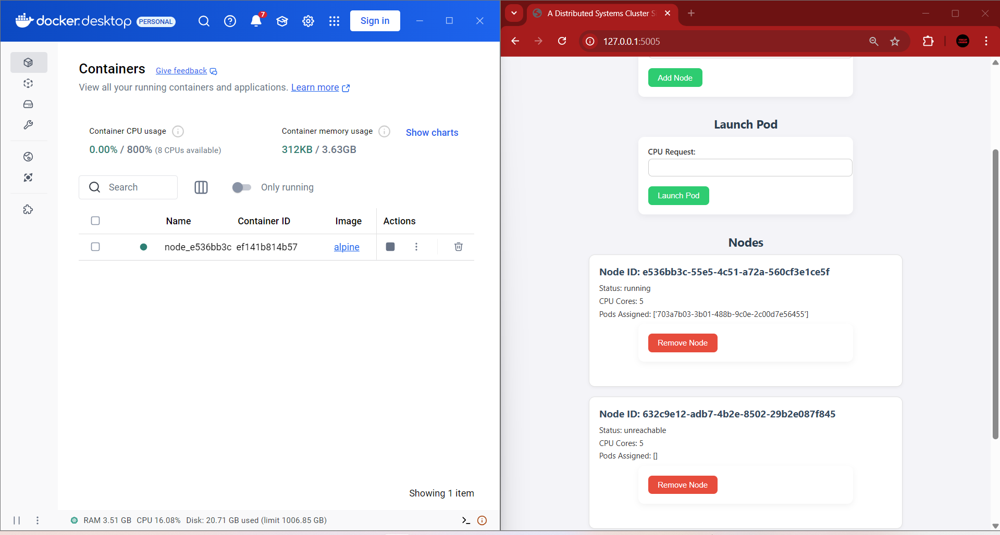 docker.desktop PERSONAL
7
Sign in
Containers Give feedback
View all your running containers and applications. Learn more
Container CPU usage
0.00% / 800% (8 CPUs available)
Container memory usage
312KB / 3.63GB
Show charts
Search
Only running
Name Container ID Image Actions
node_e536bb3c ef141b814b57 alpine
Showing 1 item
RAM 3.51 GB CPU 16.08% Disk: 20.71 GB used (limit 1006.85 GB)
A Distributed Systems Cluster S
127.0.0.1:5005
Add Node
Launch Pod
CPU Request:
Launch Pod
Nodes
Node ID: e536bb3c-55e5-4c51-a72a-560cf3e1ce5f
Status: running
CPU Cores: 5
Pods Assigned: ['703a7b03-3b01-488b-9c0e-2c00d7e56455']
Remove Node
Node ID: 632c9e12-adb7-4b2e-8502-29b2e087f845
Status: unreachable
CPU Cores: 5
Pods Assigned: []
Remove Node